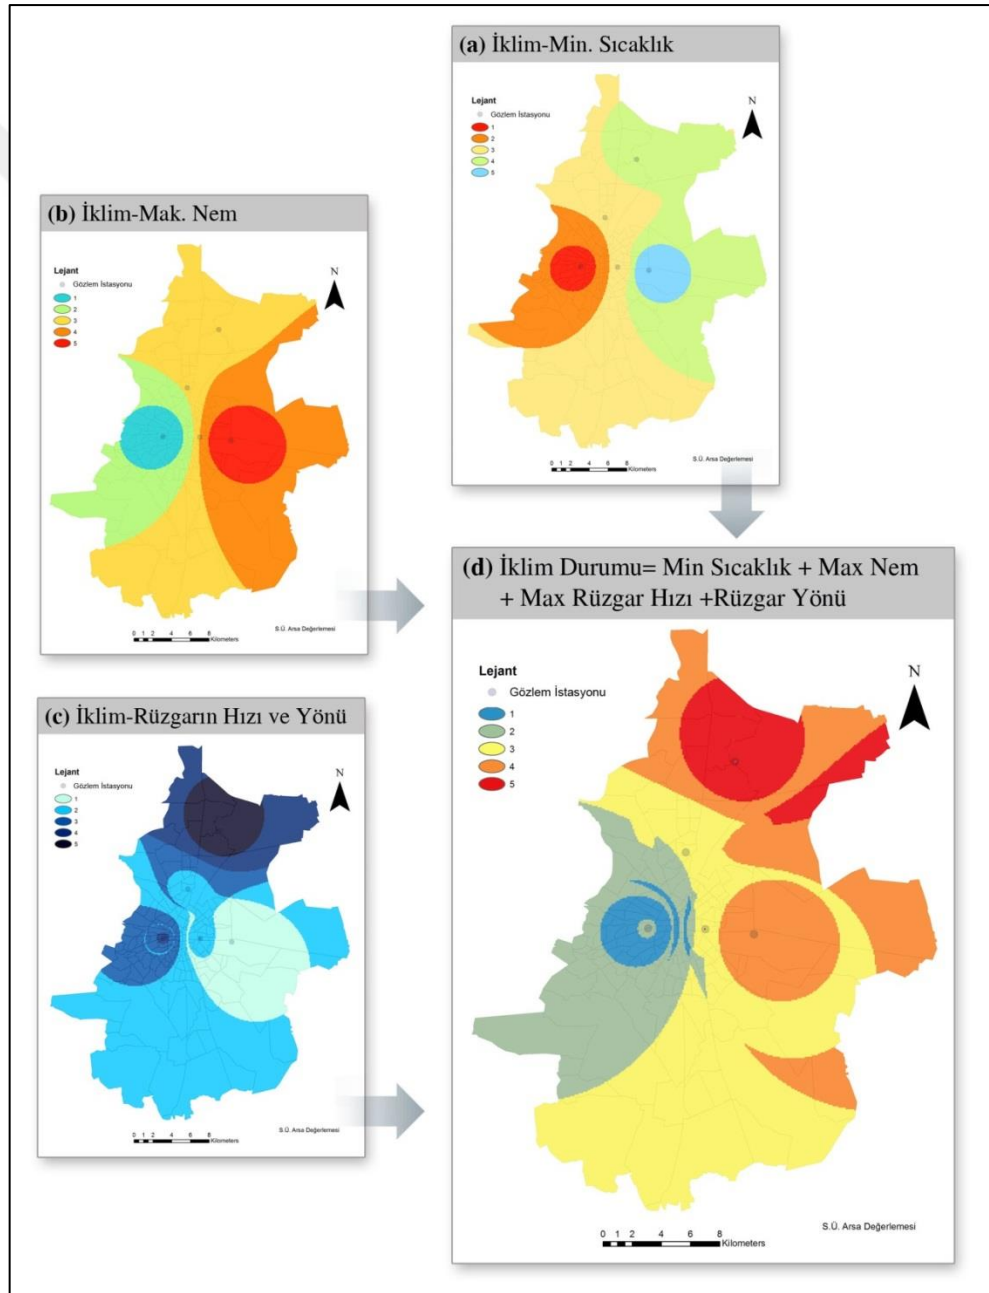 (a) İklim-Min. Sıcaklık
Lejant
Gözlem İstasyonu
1
2
3
4
5
N
S.Ü. Arsa Değerlemesi
0 1 2 4 6 8
Kilometers
(b) İklim-Mak. Nem
Lejant
Gözlem İstasyonu
1
2
3
4
5
N
S.Ü. Arsa Değerlemesi
0 1 2 4 6 8
Kilometers
(c) İklim-Rüzgarın Hızı ve Yönü
Lejant
Gözlem İstasyonu
1
2
3
4
5
N
S.Ü. Arsa Değerlemesi
0 1 2 4 6 8
Kilometers
(d) İklim Durumu= Min Sıcaklık + Max Nem
+ Max Rüzgar Hızı +Rüzgar Yönü
Lejant
Gözlem İstasyonu
1
2
3
4
5
N
S.Ü. Arsa Değerlemesi
0 1 2 4 6 8
Kilometers